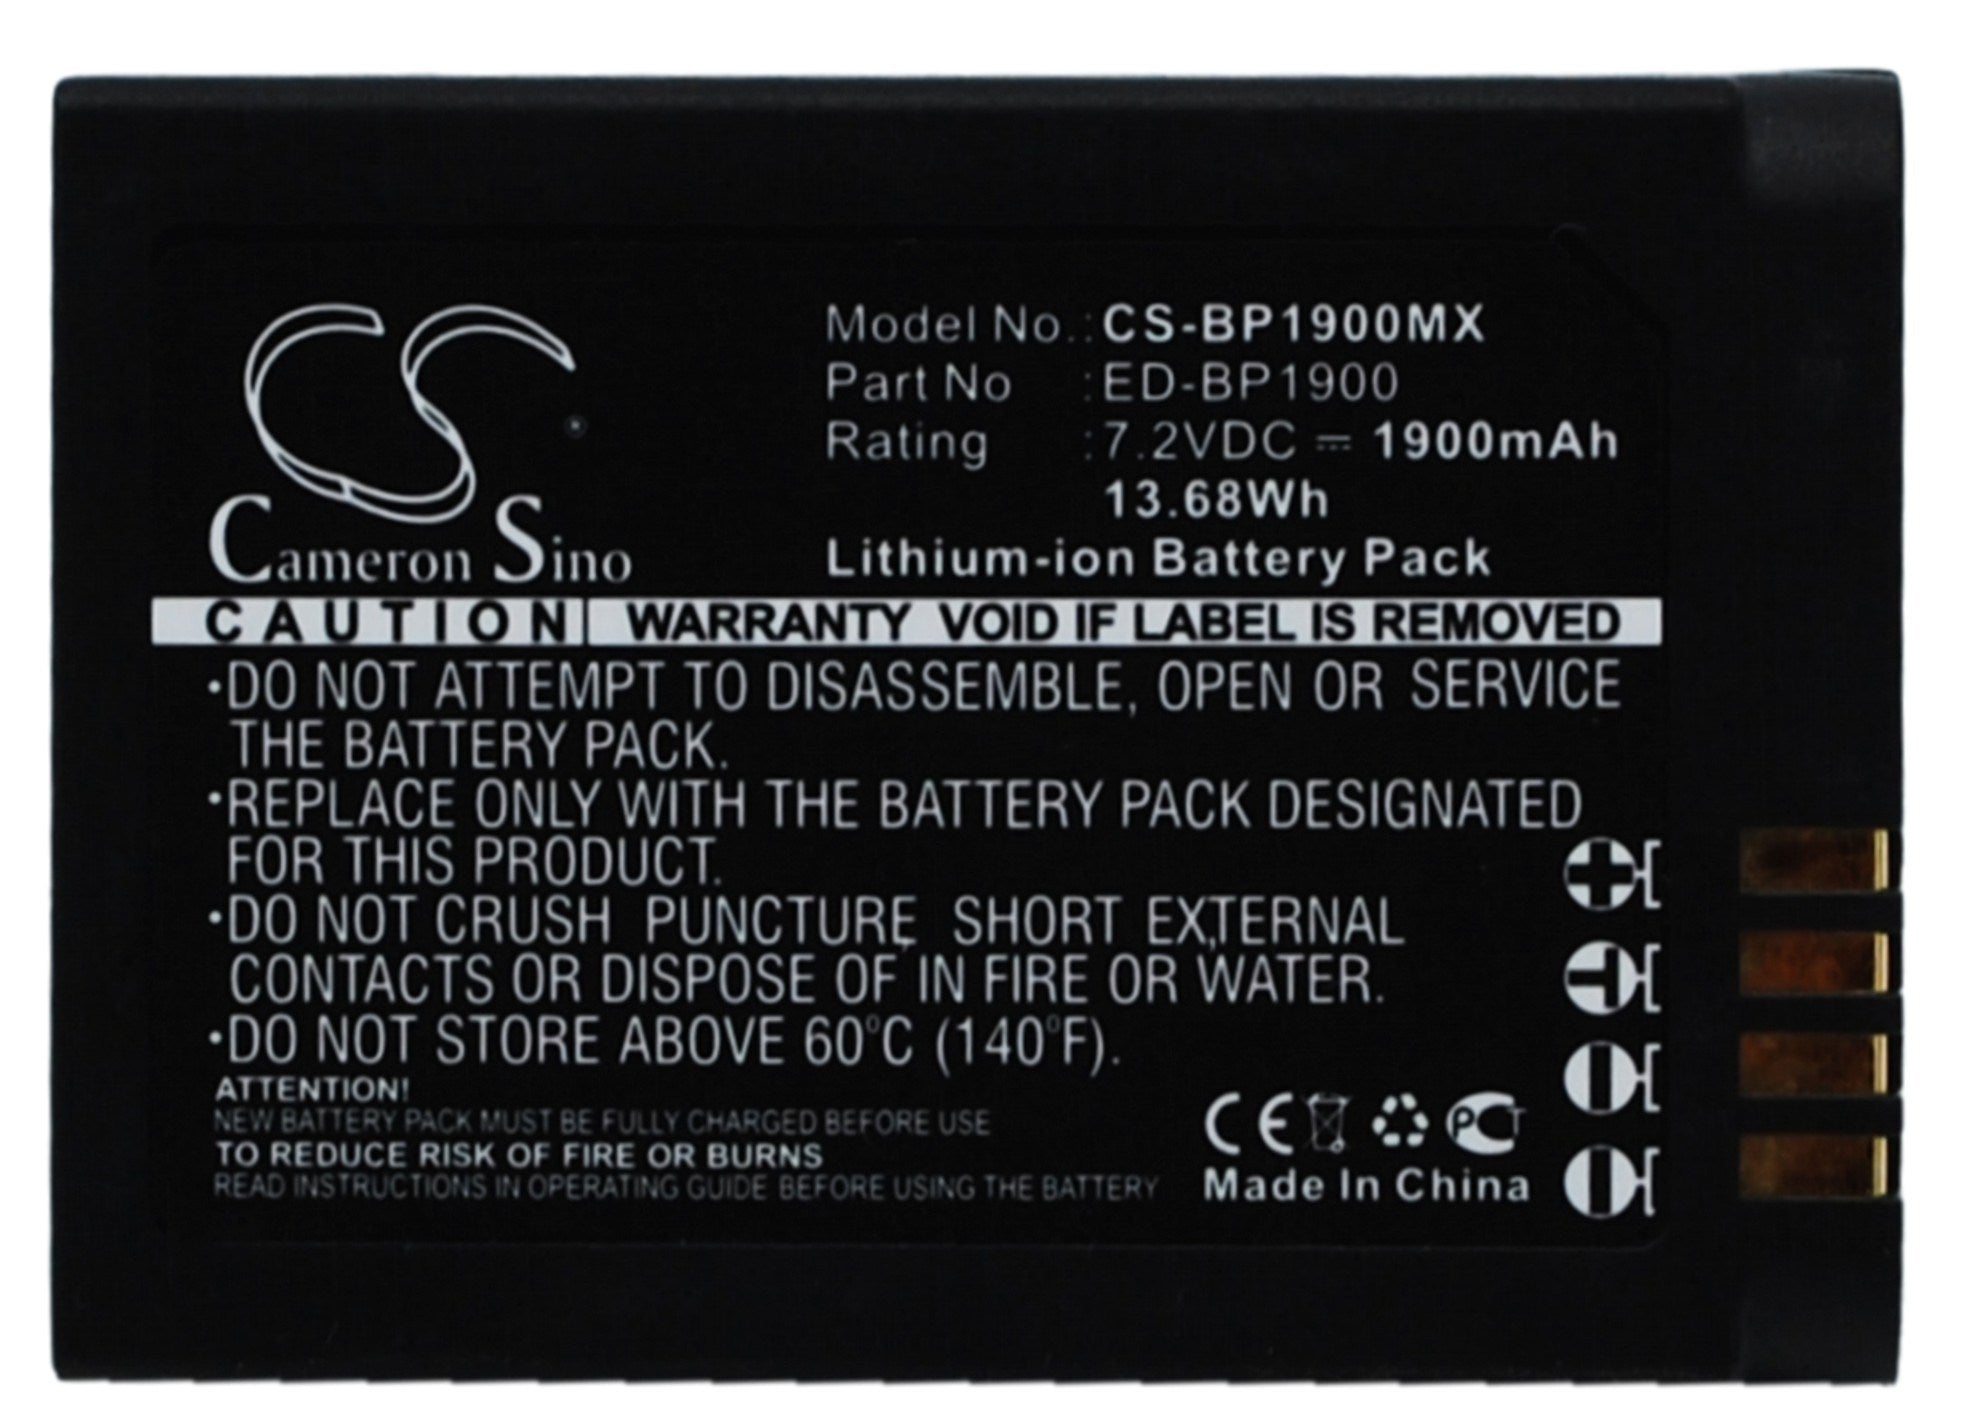 CS
®
Cameron Sino
Model No.: CS-BP1900MX
Part No : ED-BP1900
Rating : 7.2VDC ⎓ 1900mAh
13.68Wh
Lithium-ion Battery Pack
CAUTION | WARRANTY VOID IF LABEL IS REMOVED
•DO NOT ATTEMPT TO DISASSEMBLE, OPEN OR SERVICE
THE BATTERY PACK.
•REPLACE ONLY WITH THE BATTERY PACK DESIGNATED
FOR THIS PRODUCT.
•DO NOT CRUSH, PUNCTURE, SHORT EXTERNAL
CONTACTS OR DISPOSE OF IN FIRE OR WATER.
•DO NOT STORE ABOVE 60°C (140°F).
ATTENTION!
NEW BATTERY PACK MUST BE FULLY CHARGED BEFORE USE
TO REDUCE RISK OF FIRE OR BURNS
READ INSTRUCTIONS IN OPERATING GUIDE BEFORE USING THE BATTERY
CE PCT
Made In China